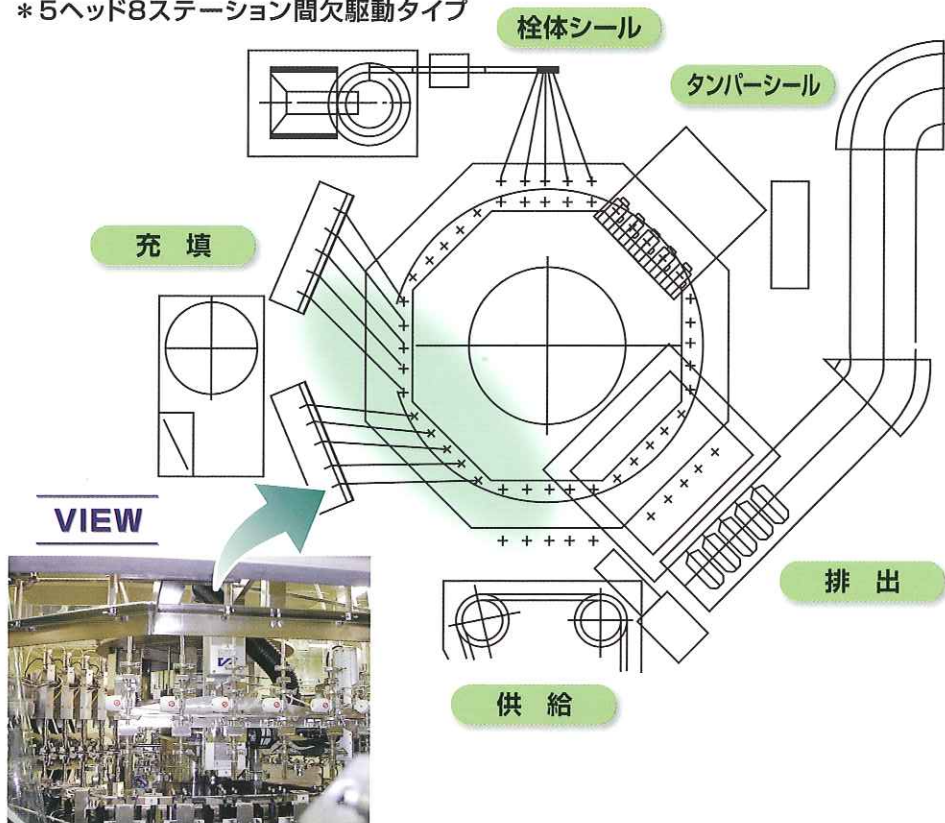 *5ヘッド8ステーション間欠駆動タイプ
栓体シール
タンパーシール
充 填
VIEW
排 出
供 給